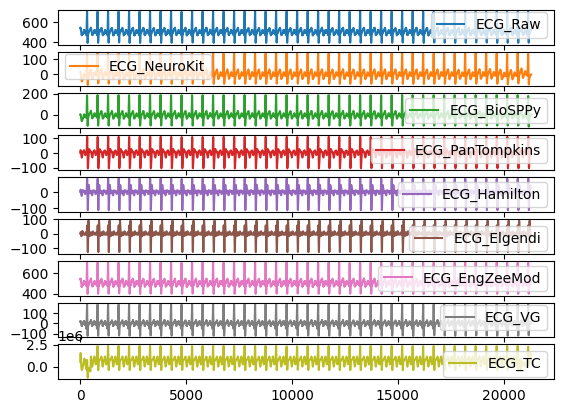 600
400
ECG_Raw
100
0
ECG_NeuroKit
200
0
ECG_BioSPPy
100
0
−100
ECG_PanTompkins
0
−100
ECG_Hamilton
100
0
−100
ECG_Elgendi
600
400
ECG_EngZeeMod
100
0
−100
ECG_VG
1e6
2.5
0.0
ECG_TC
0 5000 10000 15000 20000